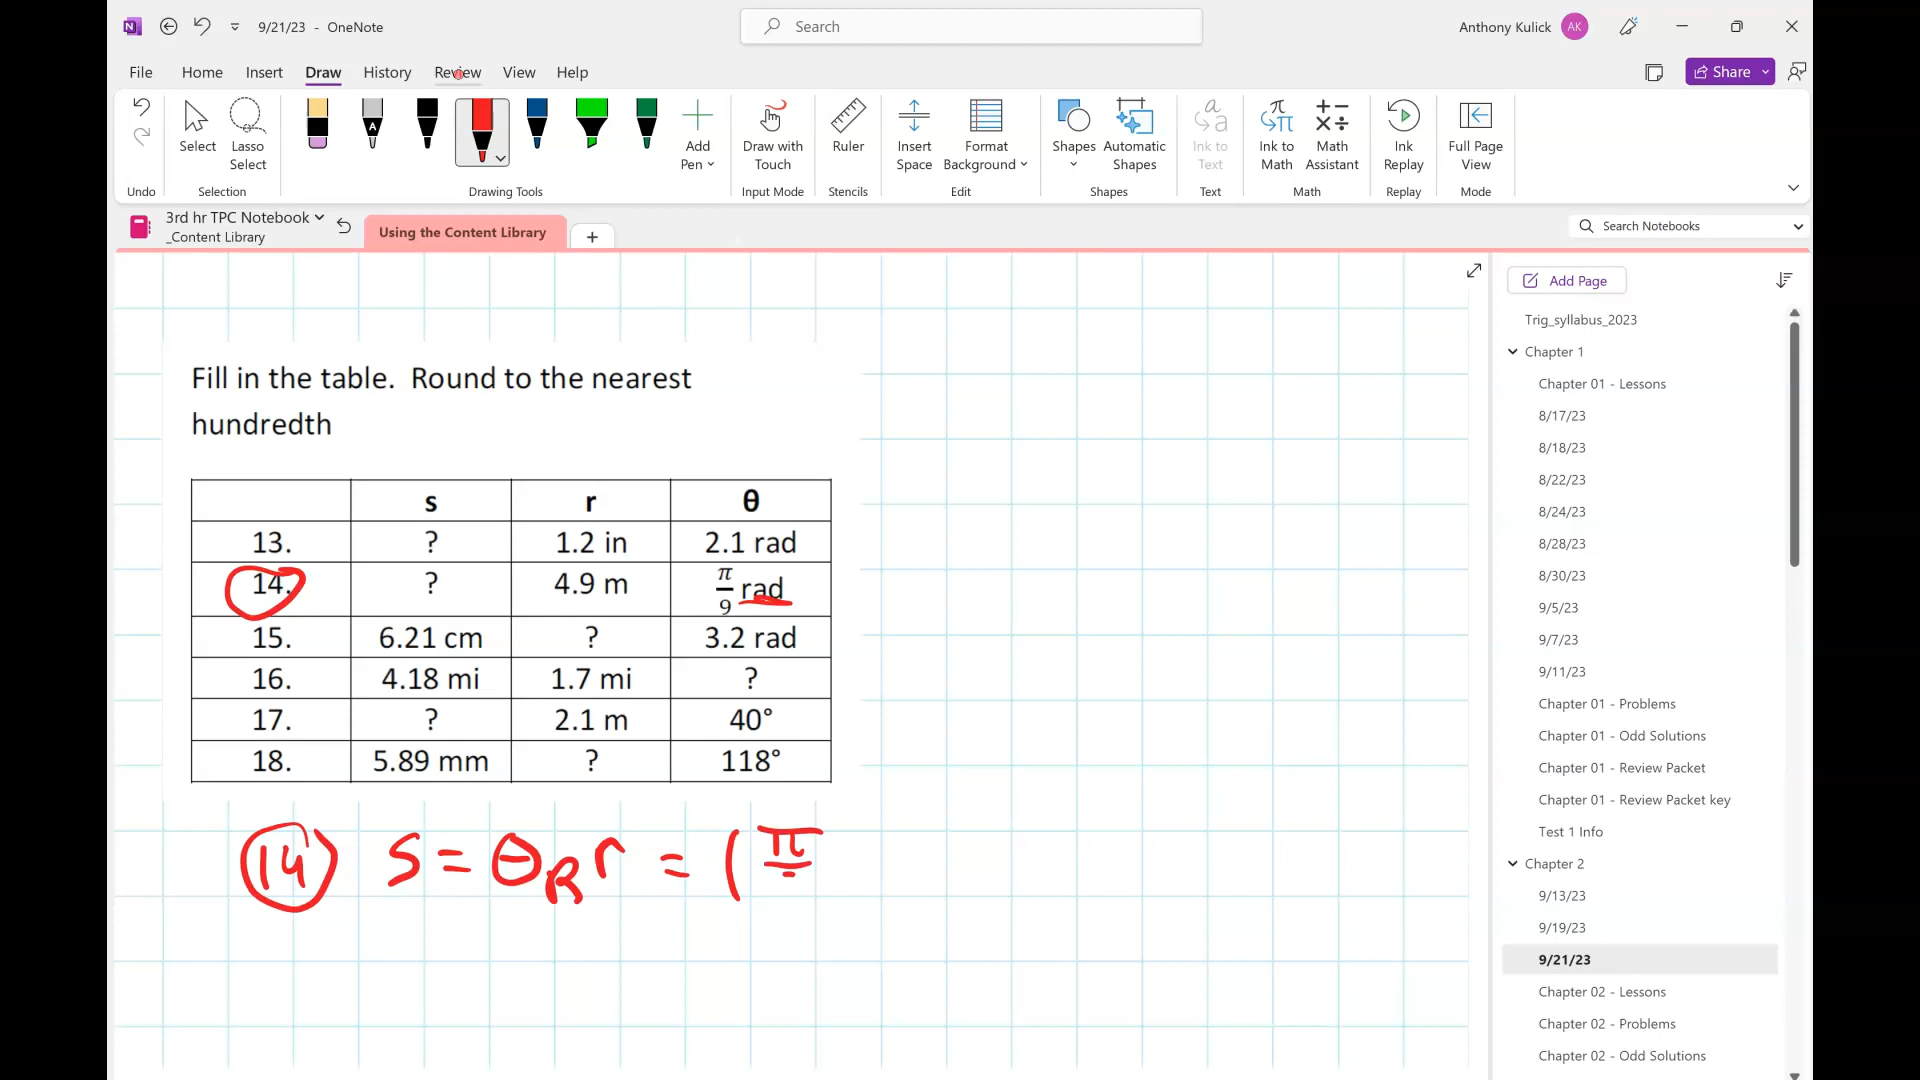 9/21/23 - OneNote
Search
Anthony Kulick
AK
File Home Insert Draw History Review View Help
Share
Select
Lasso Select
Add Pen
Draw with Touch
Ruler
Insert Space
Format Background
Shapes
Automatic Shapes
Ink to Text
Ink to Math
Math Assistant
Ink Replay
Full Page View
Undo Selection Drawing Tools Input Mode Stencils Edit Shapes Text Math Replay Mode
3rd hr TPC Notebook
_Content Library
Using the Content Library
Search Notebooks
Fill in the table. Round to the nearest
hundredth
s r θ
13. ? 1.2 in 2.1 rad
14. ? 4.9 m π/9 rad
15. 6.21 cm ? 3.2 rad
16. 4.18 mi 1.7 mi ?
17. ? 2.1 m 40°
18. 5.89 mm ? 118°
14 S = θ_R r = ( π
Add Page
Trig_syllabus_2023
Chapter 1
Chapter 01 - Lessons
8/17/23
8/18/23
8/22/23
8/24/23
8/28/23
8/30/23
9/5/23
9/7/23
9/11/23
Chapter 01 - Problems
Chapter 01 - Odd Solutions
Chapter 01 - Review Packet
Chapter 01 - Review Packet key
Test 1 Info
Chapter 2
9/13/23
9/19/23
9/21/23
Chapter 02 - Lessons
Chapter 02 - Problems
Chapter 02 - Odd Solutions